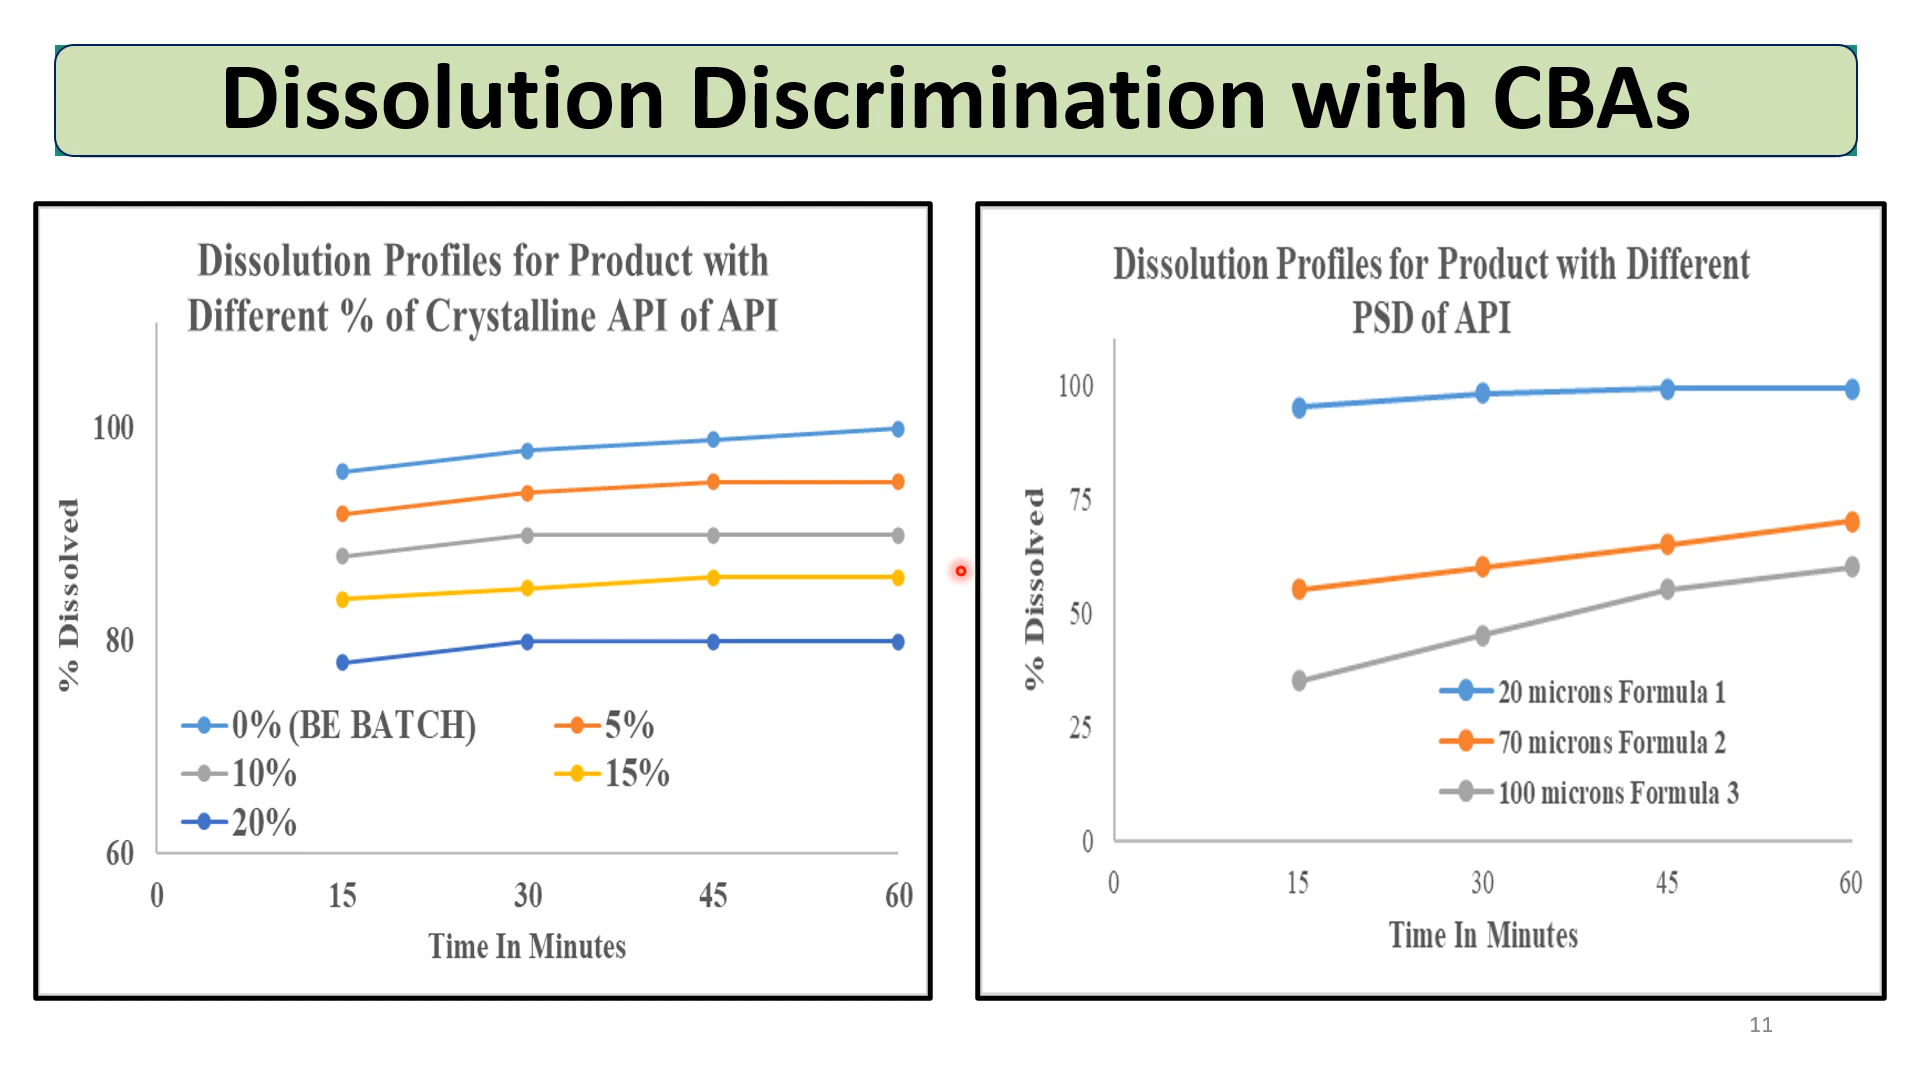 Dissolution Discrimination with CBAs
Dissolution Profiles for Product with
Different % of Crystalline API of API
% Dissolved
100
80
60
0% (BE BATCH)
5%
10%
15%
20%
0 15 30 45 60
Time In Minutes
Dissolution Profiles for Product with Different
PSD of API
% Dissolved
100
75
50
25
0
20 microns Formula 1
70 microns Formula 2
100 microns Formula 3
0 15 30 45 60
Time In Minutes
11